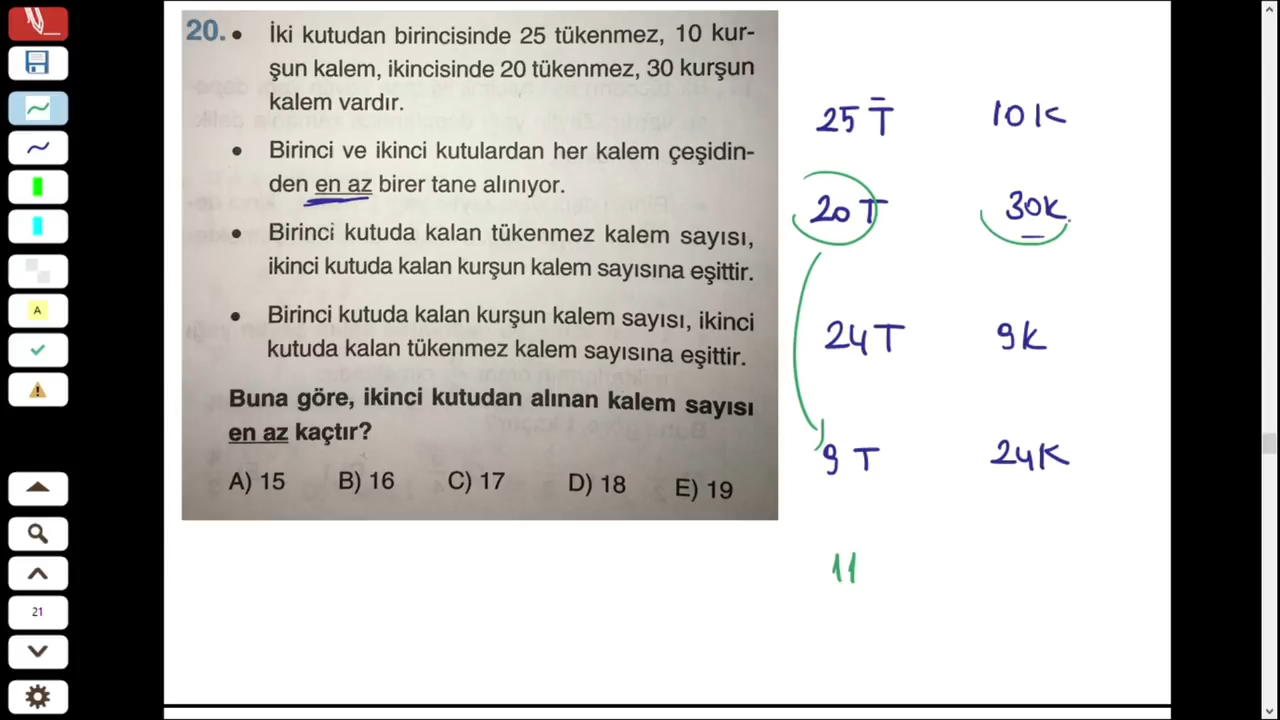 20. • İki kutudan birincisinde 25 tükenmez, 10 kur-
şun kalem, ikincisinde 20 tükenmez, 30 kurşun
kalem vardır.
• Birinci ve ikinci kutulardan her kalem çeşidin-
den en az birer tane alınıyor.
• Birinci kutuda kalan tükenmez kalem sayısı,
ikinci kutuda kalan kurşun kalem sayısına eşittir.
• Birinci kutuda kalan kurşun kalem sayısı, ikinci
kutuda kalan tükenmez kalem sayısına eşittir.
Buna göre, ikinci kutudan alınan kalem sayısı
en az kaçtır?
A) 15 B) 16 C) 17 D) 18 E) 19
25 T 10 K
20 T 30K
24 T 9K
9 T 24K
11
A
21